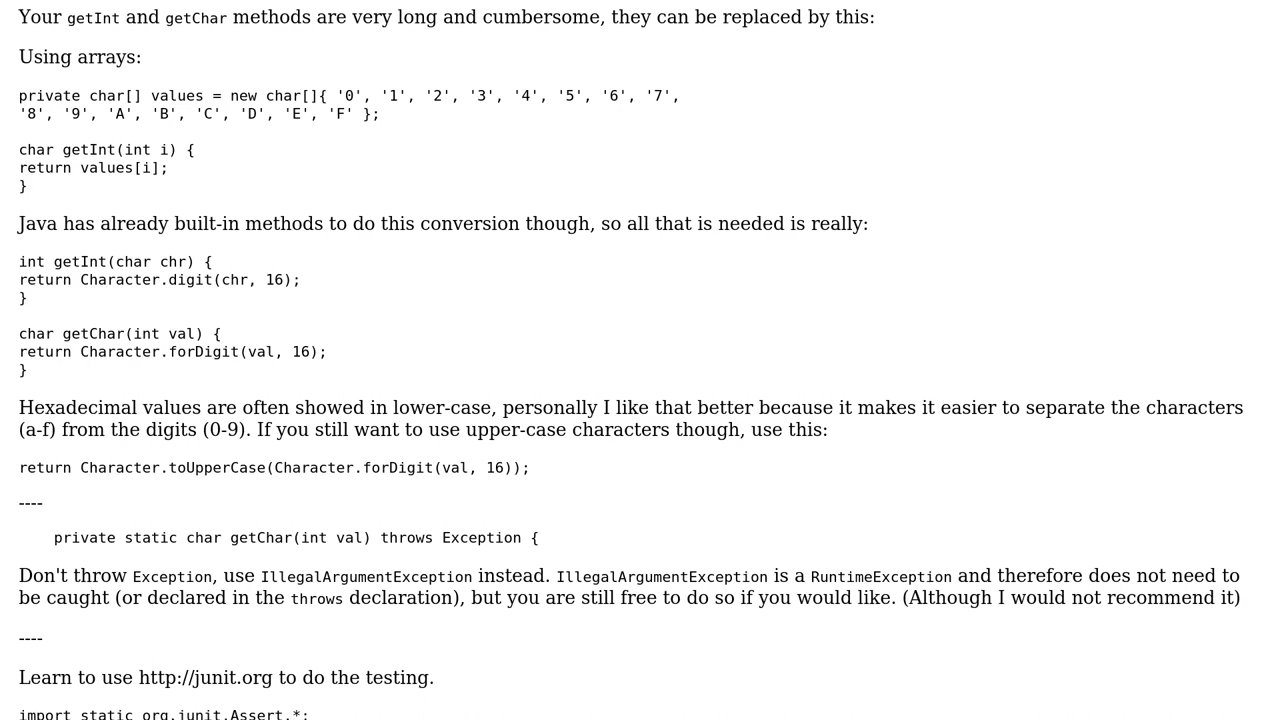 Your getInt and getChar methods are very long and cumbersome, they can be replaced by this:
Using arrays:
private char[] values = new char[]{ '0', '1', '2', '3', '4', '5', '6', '7',
'8', '9', 'A', 'B', 'C', 'D', 'E', 'F' };
char getInt(int i) {
return values[i];
}
Java has already built-in methods to do this conversion though, so all that is needed is really:
int getInt(char chr) {
return Character.digit(chr, 16);
}
char getChar(int val) {
return Character.forDigit(val, 16);
}
Hexadecimal values are often showed in lower-case, personally I like that better because it makes it easier to separate the characters
(a-f) from the digits (0-9). If you still want to use upper-case characters though, use this:
return Character.toUpperCase(Character.forDigit(val, 16));
----
    private static char getChar(int val) throws Exception {
Don't throw Exception, use IllegalArgumentException instead. IllegalArgumentException is a RuntimeException and therefore does not need to
be caught (or declared in the throws declaration), but you are still free to do so if you would like. (Although I would not recommend it)
----
Learn to use http://junit.org to do the testing.
import static org.junit.Assert.*;